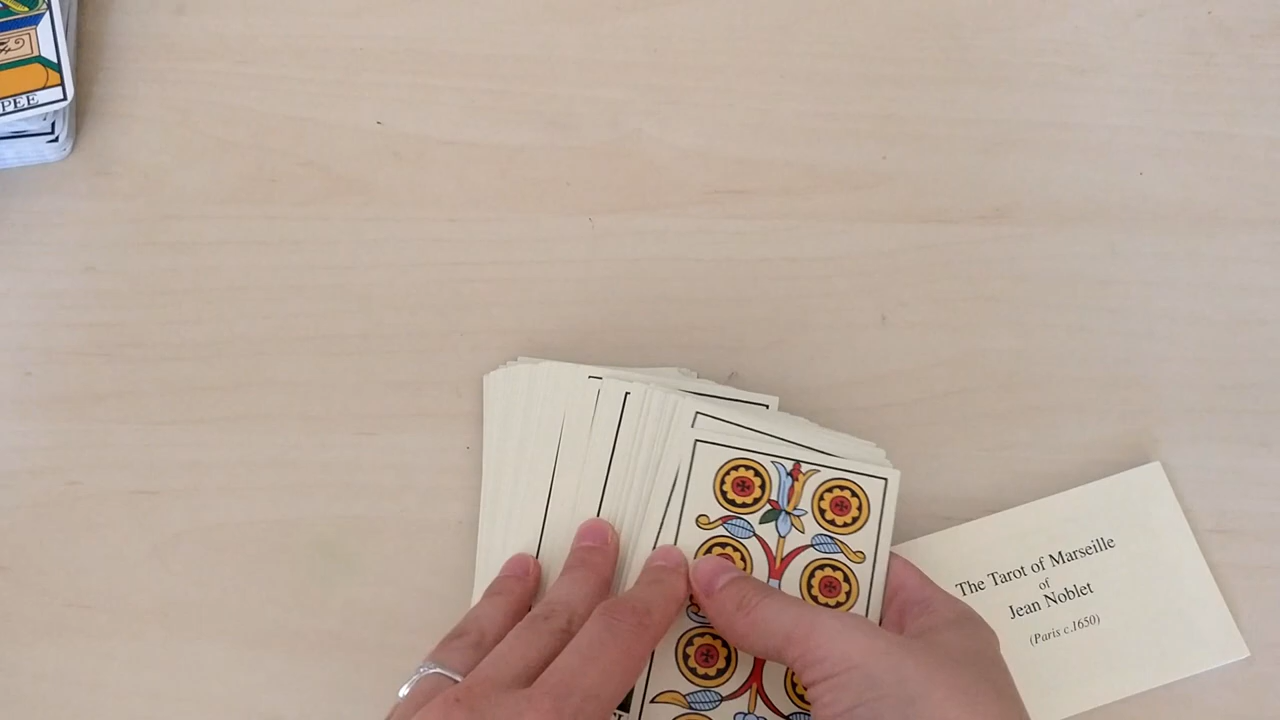 PEE
The Tarot of Marseille
of
Jean Noblet
(Paris c.1650)